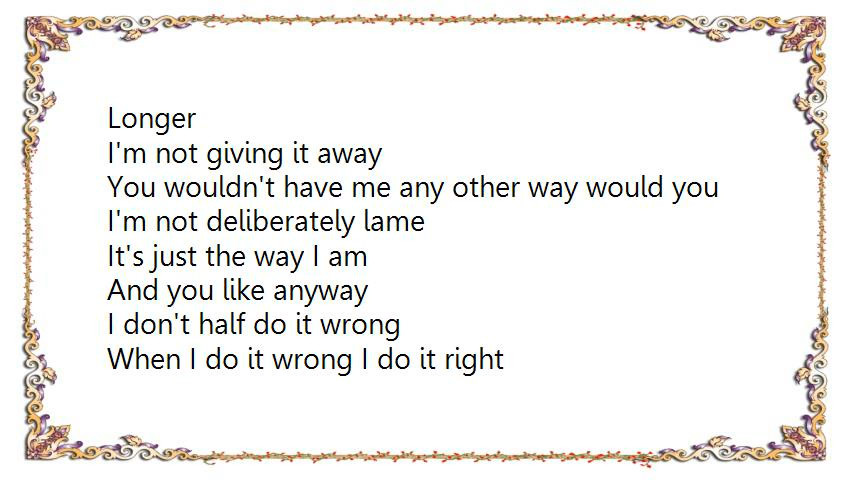 Longer
I'm not giving it away
You wouldn't have me any other way would you
I'm not deliberately lame
It's just the way I am
And you like anyway
I don't half do it wrong
When I do it wrong I do it right